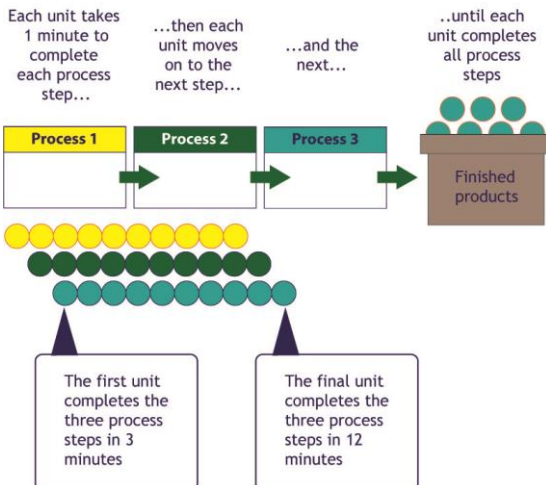 Each unit takes
1 minute to
complete
each process
step...
...then each
unit moves
on to the
next step...
...and the
next...
..until each
unit completes
all process
steps
Process 1
Process 2
Process 3
Finished
products
The first unit
completes the
three process
steps in 3
minutes
The final unit
completes the
three process
steps in 12
minutes